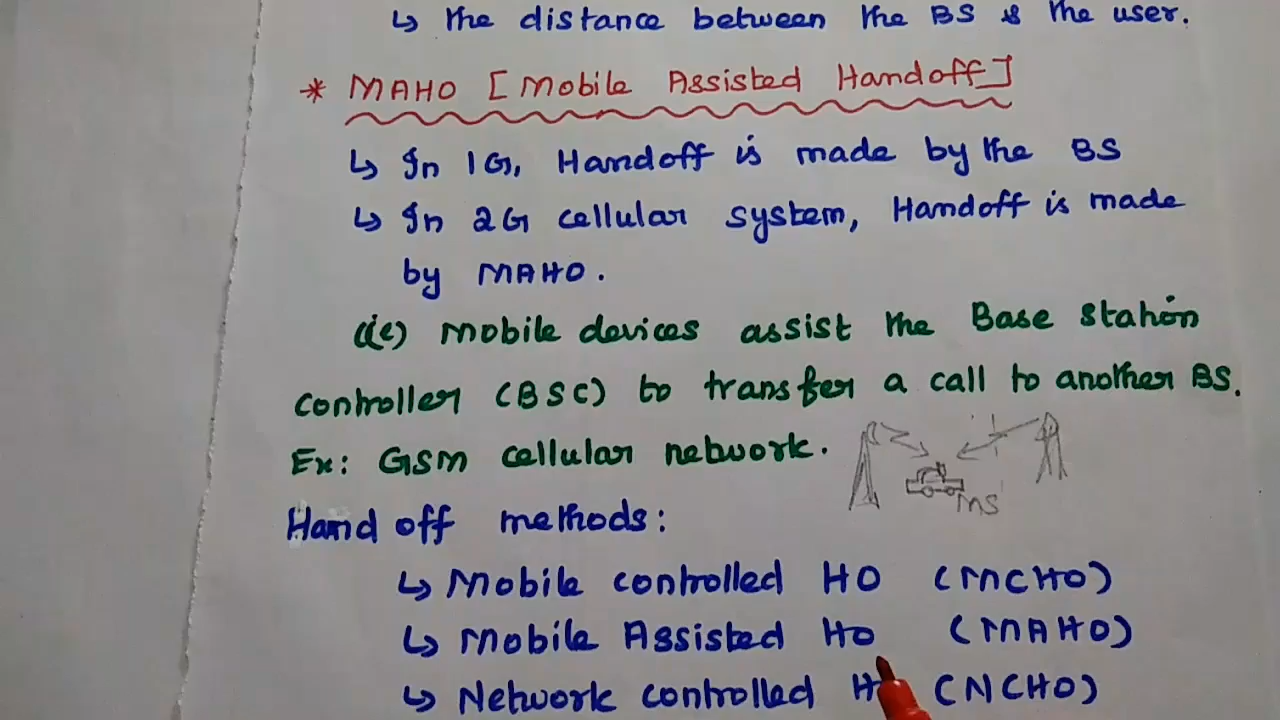 ↳ the distance between the BS & the user.
* MAHO [Mobile Assisted Handoff]
↳ In 1G, Handoff is made by the BS
↳ In 2G cellular system, Handoff is made
by MAHO.
(ie) mobile devices assist the Base station
controller (BSC) to transfer a call to another BS.
Ex: GSM cellular network.
MS
Hand off methods:
↳ Mobile controlled HO (MCHO)
↳ Mobile Assisted HO (MAHO)
↳ Network controlled H (NCHO)